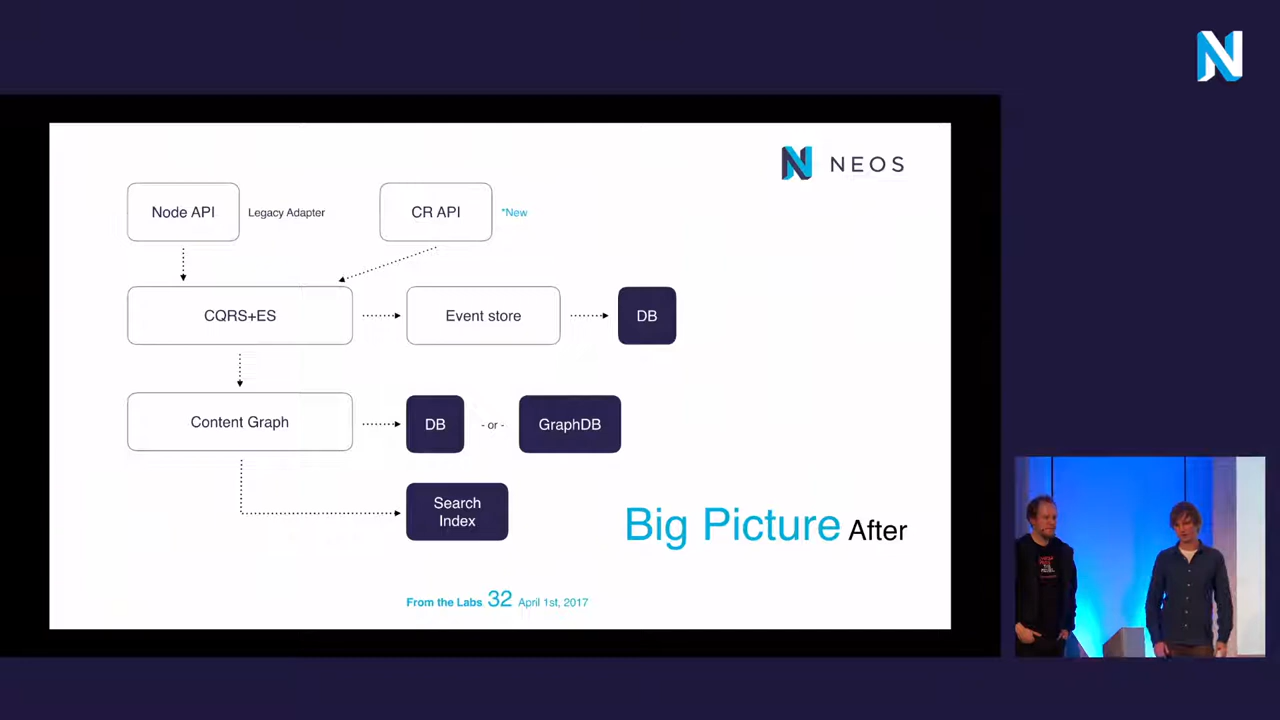 NEOS
Node API
Legacy Adapter
CR API
*New
CQRS+ES
Event store
DB
Content Graph
DB
- or -
GraphDB
Search
Index
Big Picture After
From the Labs 32 April 1st, 2017